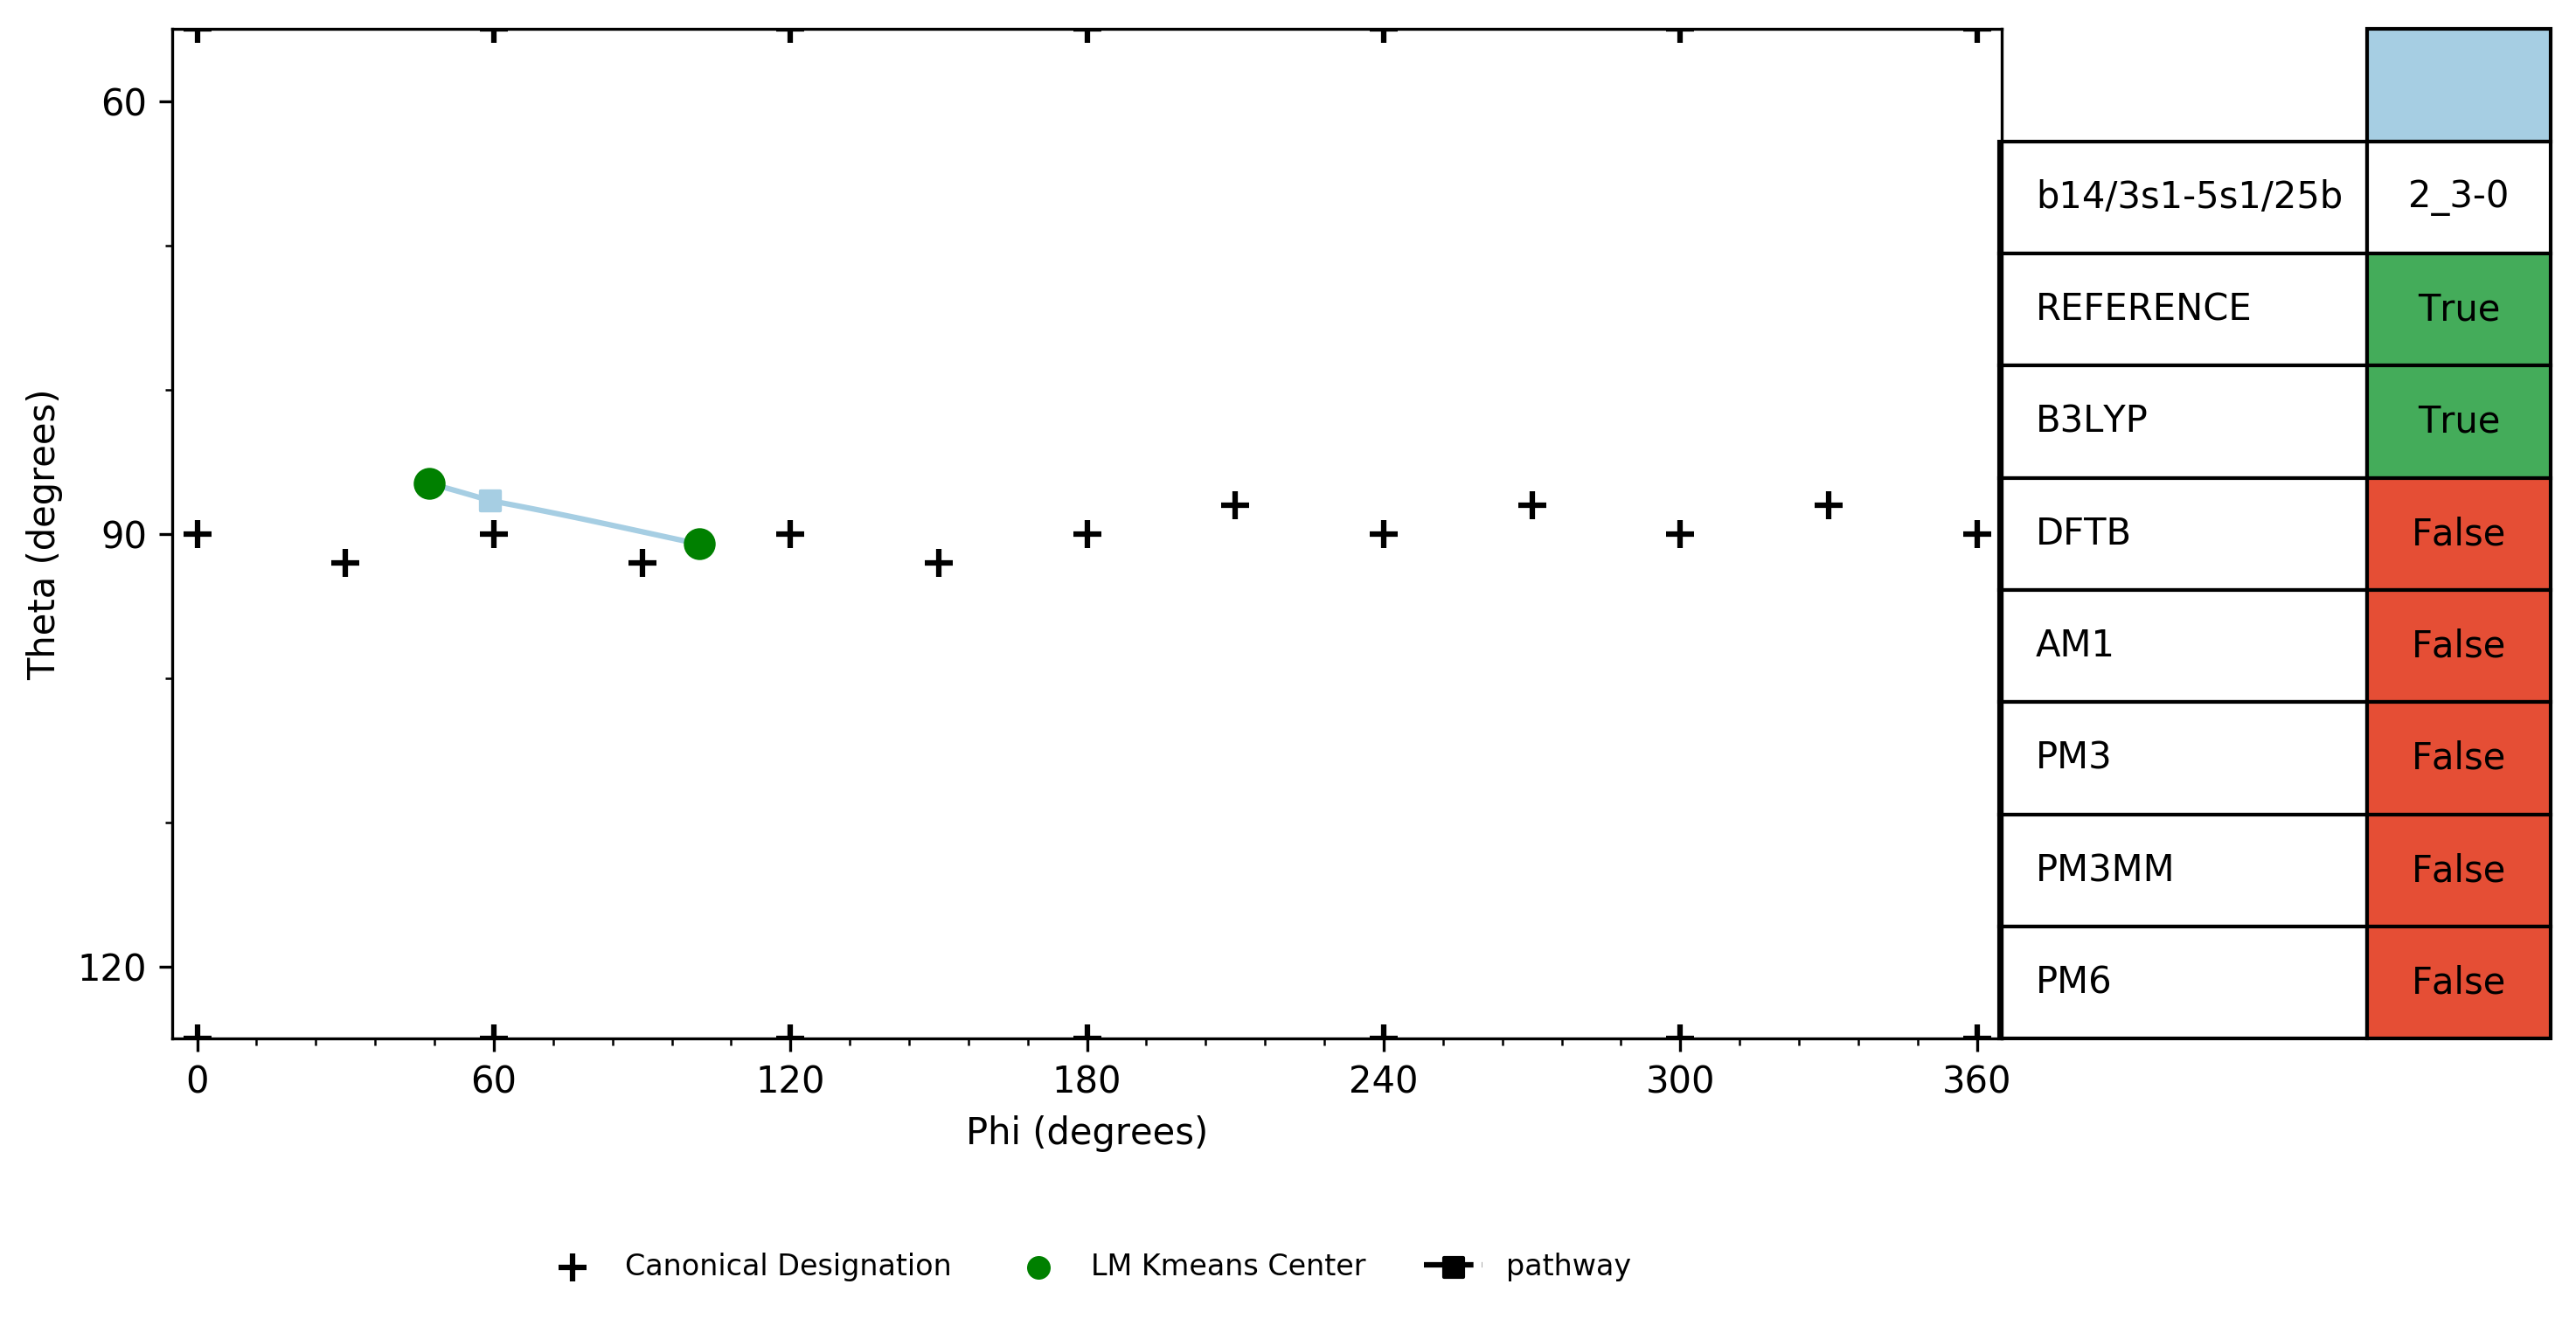 60
90
120
Theta (degrees)
0 60 120 180 240 300 360
Phi (degrees)
b14/3s1-5s1/25b 2_3-0
REFERENCE True
B3LYP True
DFTB False
AM1 False
PM3 False
PM3MM False
PM6 False
Canonical Designation LM Kmeans Center pathway